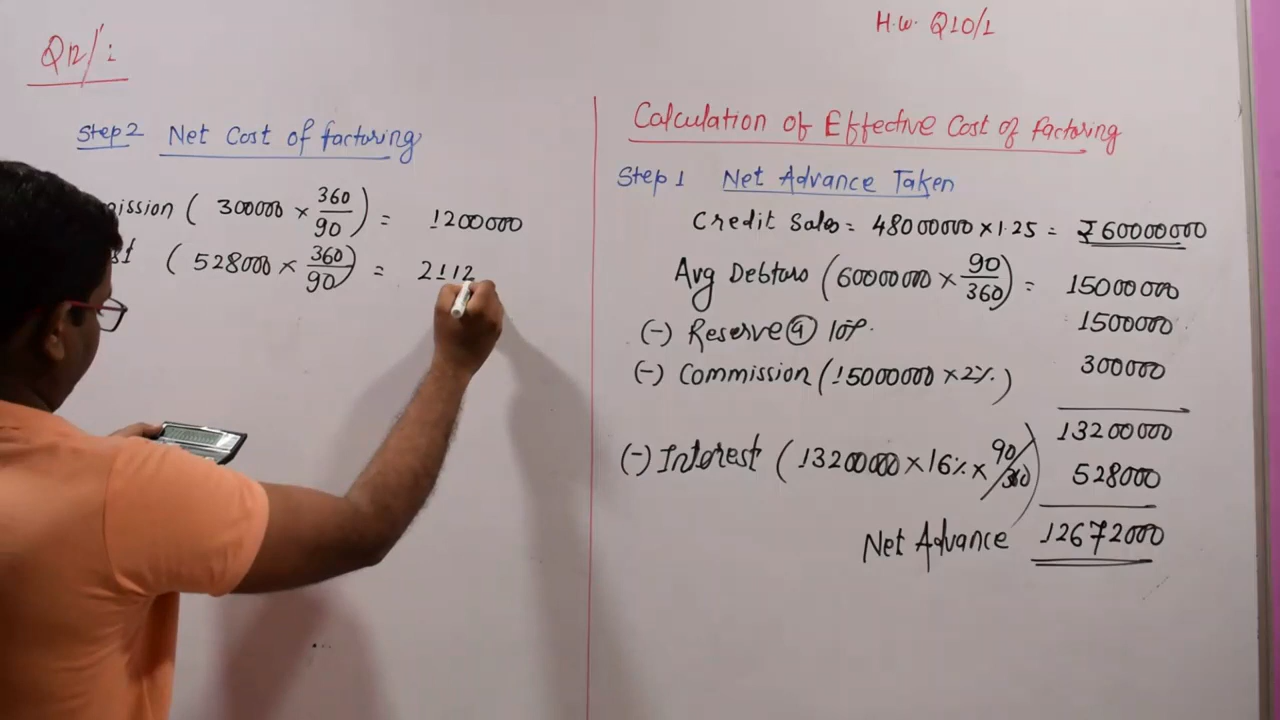 H.W. Q10/1
Q12/1
Step 2 Net Cost of factoring
(300000 × 360/90) = 1200000
(528000 × 360/90) = 2112
Calculation of Effective Cost of factoring
Step 1 Net Advance Taken
Credit Sales = 48000000 × 1.25 = ₹60000000
Avg Debtors (60000000 × 90/360) = 15000000
(-) Reserve @ 10%. 1500000
(-) Commission (15000000 × 2%.) 300000
13200000
(-) Interest (13200000 × 16% × 90/360) 528000
Net Advance 12672000